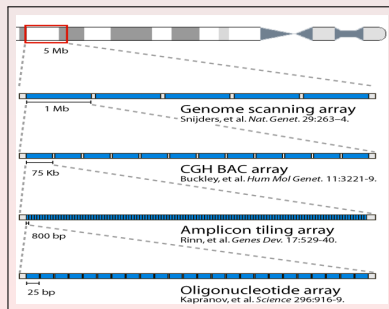 5 Mb
1 Mb
Genome scanning array
Snijders, et al. Nat. Genet. 29:263–4.
75 Kb
CGH BAC array
Buckley, et al. Hum Mol Genet. 11:3221-9.
800 bp
Amplicon tiling array
Rinn, et al. Genes Dev. 17:529-40.
25 bp
Oligonucleotide array
Kapranov, et al. Science 296:916-9.